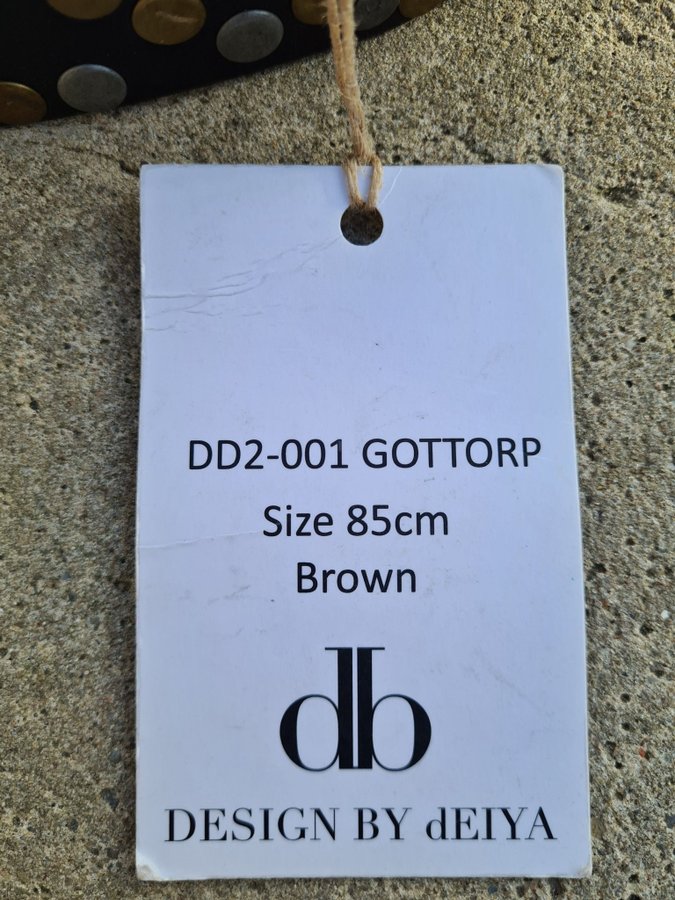 DD2-001 GOTTORP
Size 85cm
Brown
db
DESIGN BY dEIYA